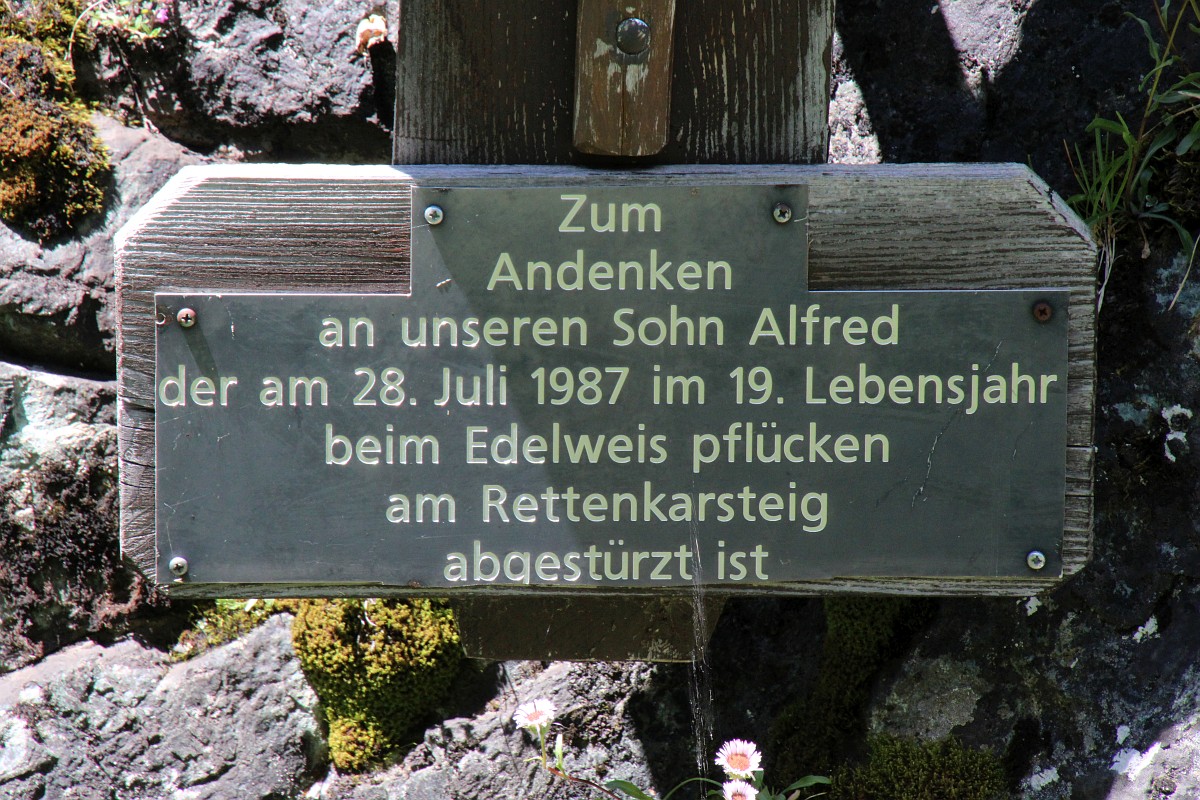 Zum
Andenken
an unseren Sohn Alfred
der am 28. Juli 1987 im 19. Lebensjahr
beim Edelweis pflücken
am Rettenkarsteig
abgestürzt ist